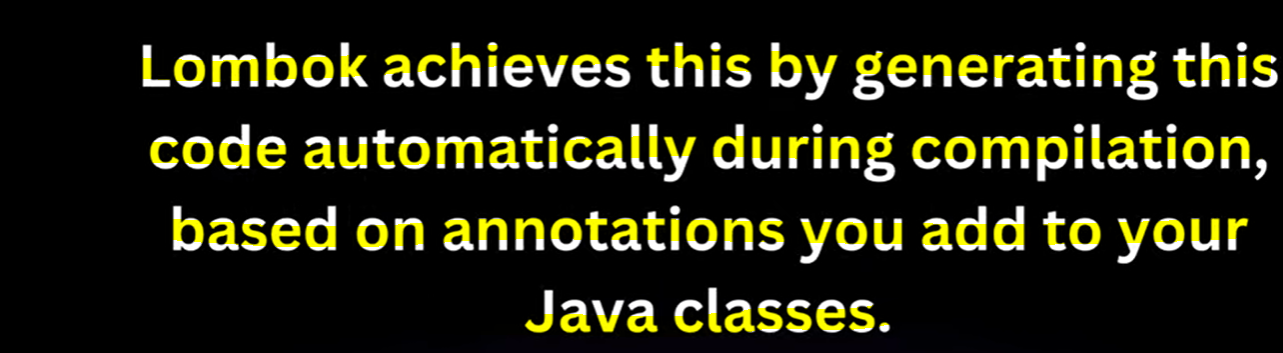 Lombok achieves this by generating this
code automatically during compilation,
based on annotations you add to your
Java classes.